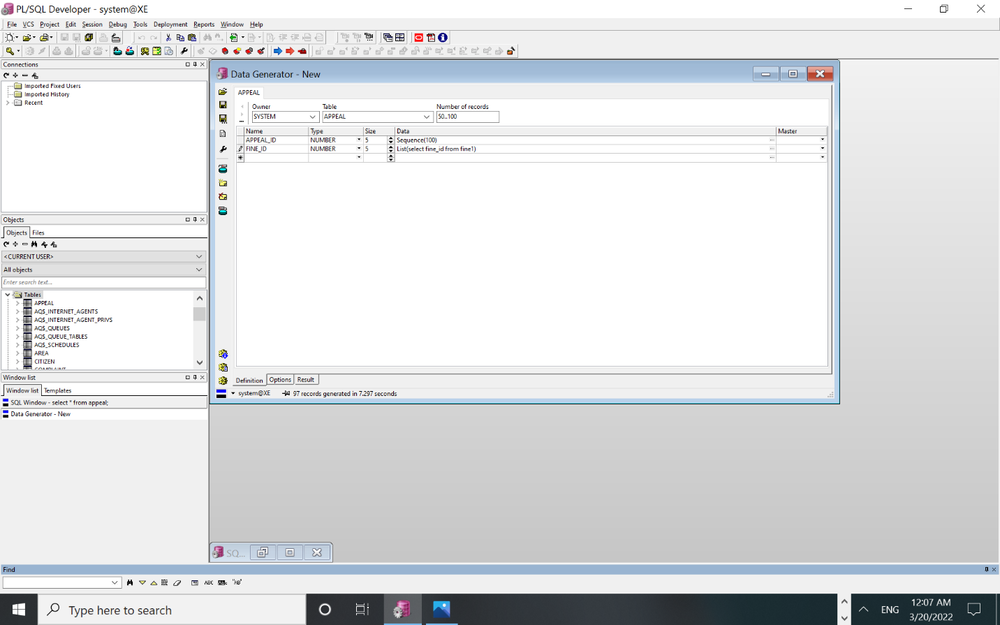 PL/SQL Developer - system@XE
File VCS Project Edit Session Debug Tools Deployment Reports Window Help
Connections
Imported Fixed Users
Imported History
Recent
Objects
Objects Files
<CURRENT USER>
All objects
Enter search text...
Tables
APPEAL
AQ$_INTERNET_AGENTS
AQ$_INTERNET_AGENT_PRIVS
AQ$_QUEUES
AQ$_QUEUE_TABLES
AQ$_SCHEDULES
AREA
CITIZEN
COMPLAINT
Window list
Window list Templates
SQL Window - select * from appeal;
Data Generator - New
Data Generator - New
APPEAL
Owner Table Number of records
SYSTEM APPEAL 50..100
Name Type Size Data Master
APPEAL_ID NUMBER 5 Sequence(100)
FINE_ID NUMBER 5 List(select fine_id from fine1)
Definition Options Result
system@XE 97 records generated in 7,297 seconds
SQ...
Find
ABC "AB"
Type here to search
ENG
12:07 AM
3/20/2022